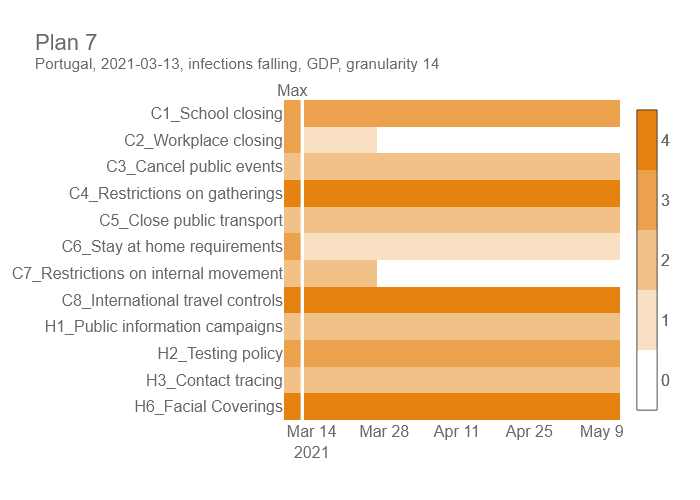 Plan 7
Portugal, 2021-03-13, infections falling, GDP, granularity 14
Max
C1_School closing
C2_Workplace closing
C3_Cancel public events
C4_Restrictions on gatherings
C5_Close public transport
C6_Stay at home requirements
C7_Restrictions on internal movement
C8_International travel controls
H1_Public information campaigns
H2_Testing policy
H3_Contact tracing
H6_Facial Coverings
4
3
2
1
0
Mar 14 Mar 28 Apr 11 Apr 25 May 9
2021